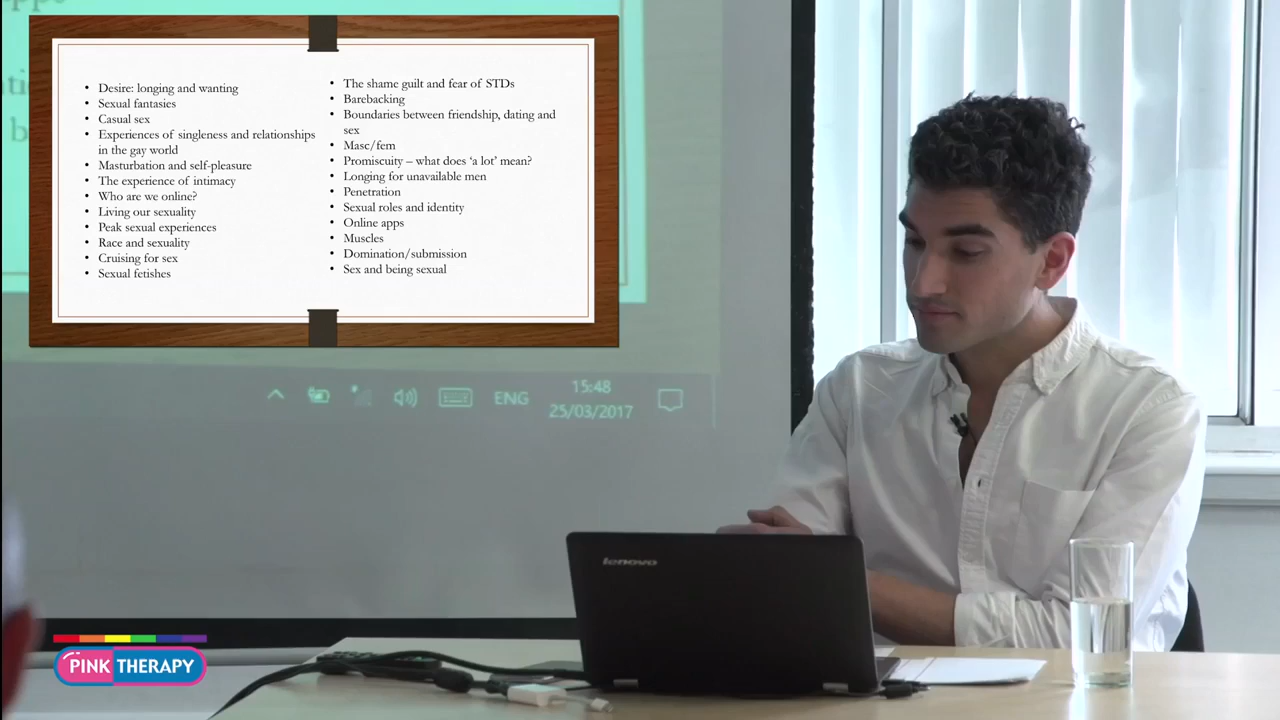 • Desire: longing and wanting
• Sexual fantasies
• Casual sex
• Experiences of singleness and relationships
in the gay world
• Masturbation and self-pleasure
• The experience of intimacy
• Who are we online?
• Living our sexuality
• Peak sexual experiences
• Race and sexuality
• Cruising for sex
• Sexual fetishes
• The shame guilt and fear of STDs
• Barebacking
• Boundaries between friendship, dating and
sex
• Masc/fem
• Promiscuity – what does ‘a lot’ mean?
• Longing for unavailable men
• Penetration
• Sexual roles and identity
• Online apps
• Muscles
• Domination/submission
• Sex and being sexual
ENG
15:48
25/03/2017
lenovo
PINK THERAPY